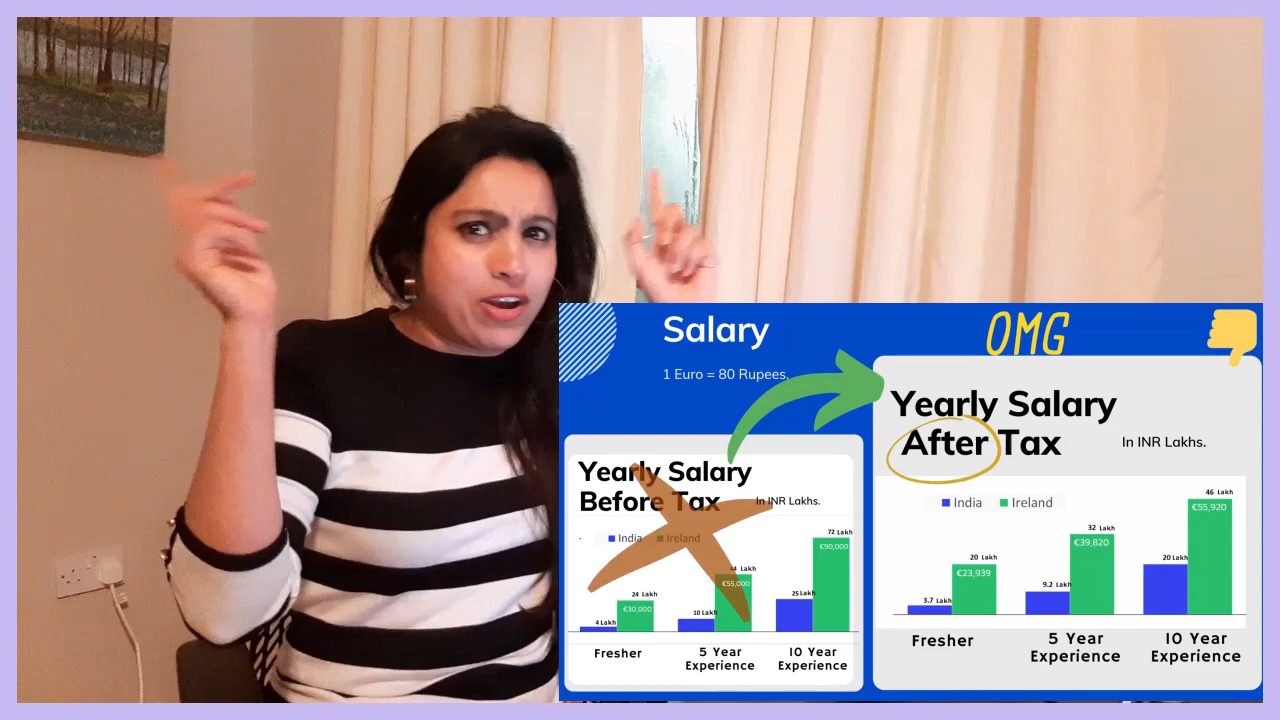 Salary
1 Euro = 80 Rupees.
OMG
Yearly Salary
Before Tax
In INR Lakhs.
India Ireland
72 Lakh
€90,000
44 Lakh
€55,000
24 Lakh
€30,000
25Lakh
10 Lakh
4 Lakh
Fresher
5 Year
Experience
10 Year
Experience
Yearly Salary
After Tax
In INR Lakhs.
India Ireland
46 Lakh
€55,920
32 Lakh
€39,820
20 Lakh
€23,939
20 Lakh
9.2 Lakh
3.7 Lakh
Fresher
5 Year
Experience
10 Year
Experience